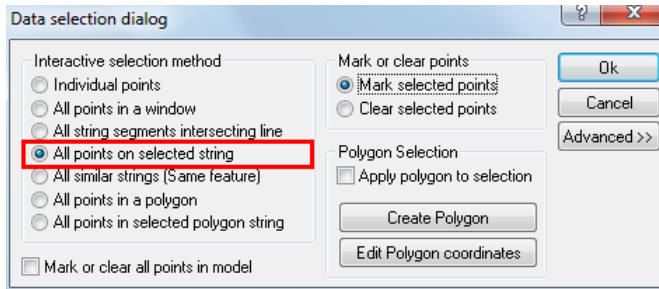 Data selection dialog
Interactive selection method
Individual points
All points in a window
All string segments intersecting line
All points on selected string
All similar strings (Same feature)
All points in a polygon
All points in selected polygon string
Mark or clear all points in model
Mark or clear points
Mark selected points
Clear selected points
Polygon Selection
Apply polygon to selection
Create Polygon
Edit Polygon coordinates
Ok
Cancel
Advanced >>